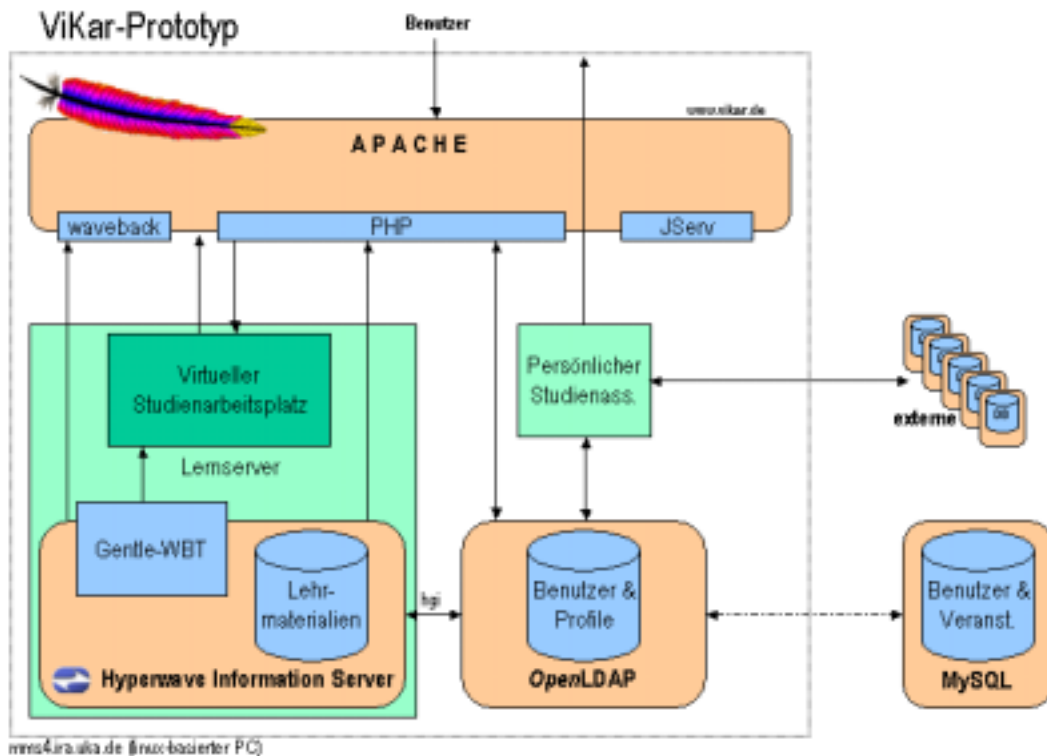 ViKar-Prototyp
Benutzer
www.vikar.de
APACHE
waveback
PHP
JServ
Virtueller
Studienarbeitsplatz
Lernserver
Persönlicher
Studienass.
externe
DB
Gentle-WBT
Lehr-
materialien
hgi
Benutzer &
Profile
Benutzer &
Veranst.
Hyperwave Information Server
OpenLDAP
MySQL
mms4.ira.uka.de (linux-basierter PC)